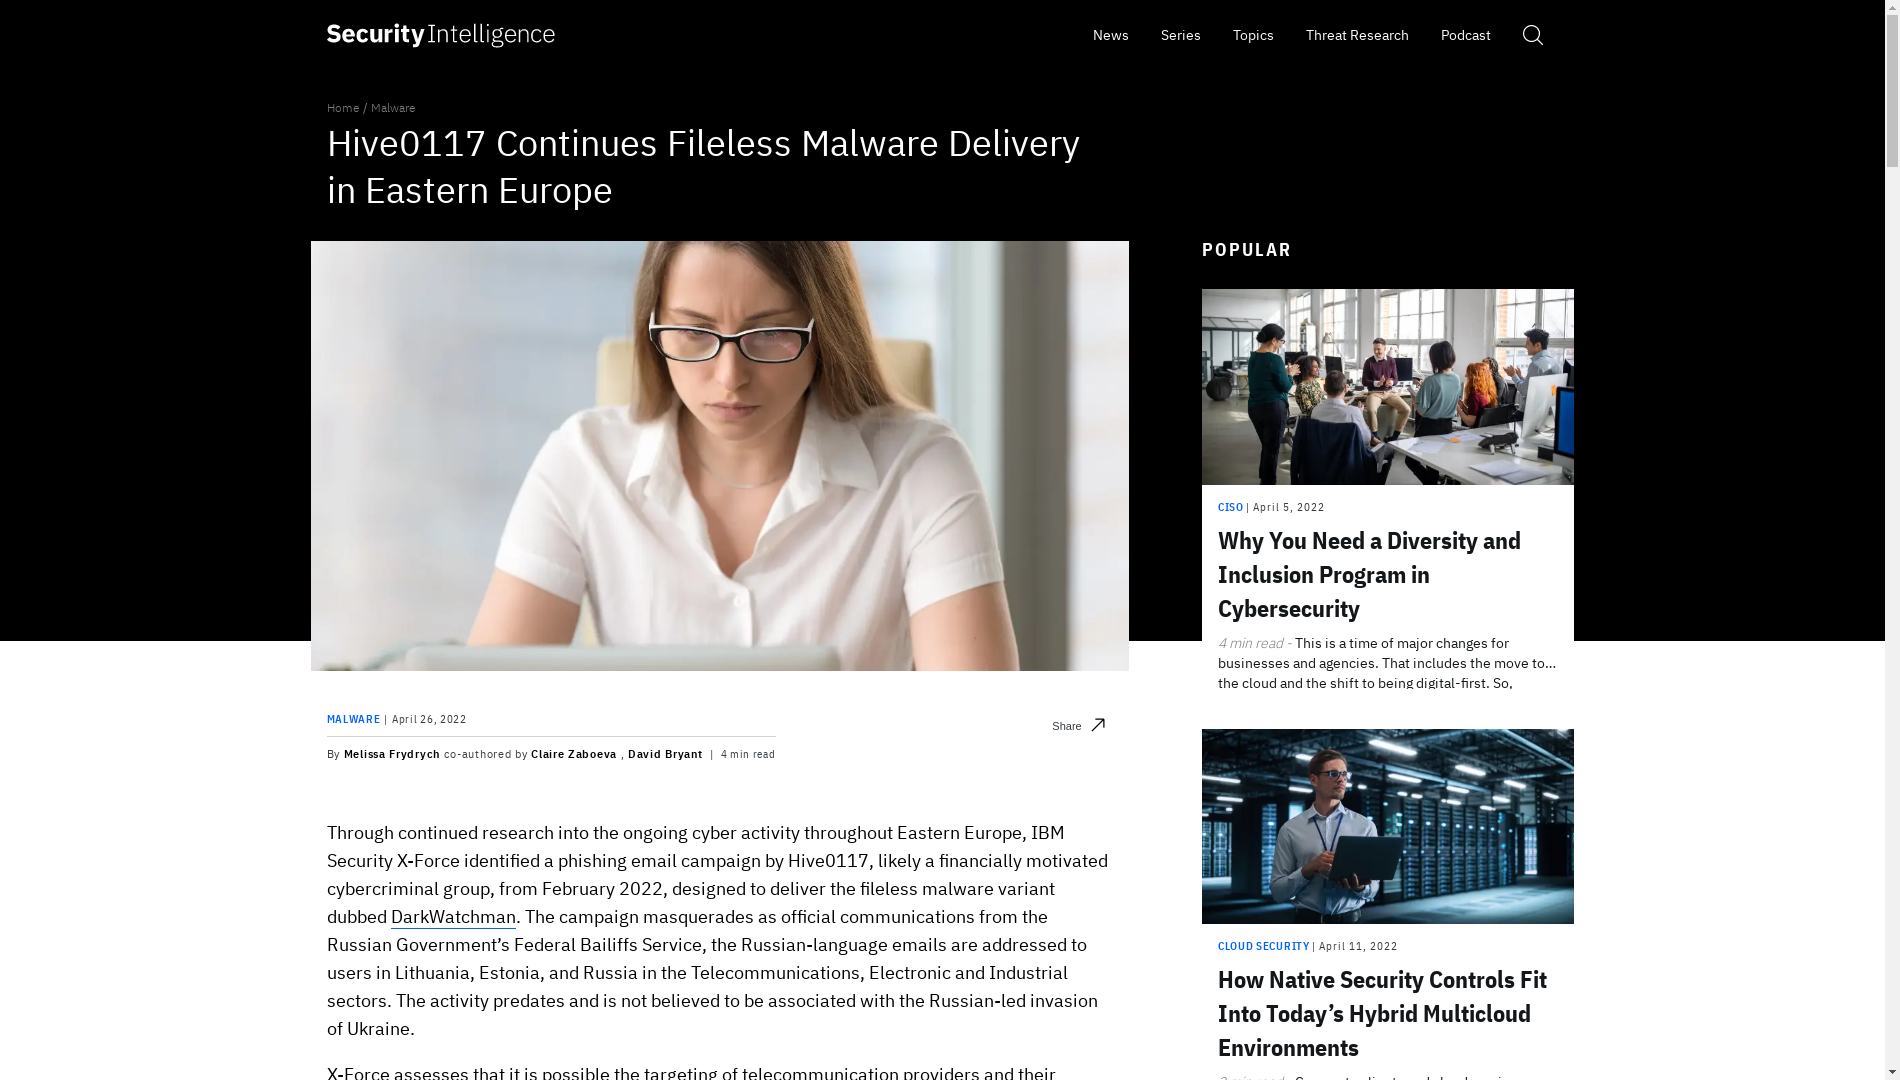 Security Intelligence
News Series Topics Threat Research Podcast
Home / Malware
Hive0117 Continues Fileless Malware Delivery
in Eastern Europe
MALWARE | April 26, 2022
Share
By Melissa Frydrych co-authored by Claire Zaboeva , David Bryant | 4 min read
Through continued research into the ongoing cyber activity throughout Eastern Europe, IBM
Security X-Force identified a phishing email campaign by Hive0117, likely a financially motivated
cybercriminal group, from February 2022, designed to deliver the fileless malware variant
dubbed DarkWatchman. The campaign masquerades as official communications from the
Russian Government’s Federal Bailiffs Service, the Russian-language emails are addressed to
users in Lithuania, Estonia, and Russia in the Telecommunications, Electronic and Industrial
sectors. The activity predates and is not believed to be associated with the Russian-led invasion
of Ukraine.
X-Force assesses that it is possible the targeting of telecommunication providers and their
POPULAR
CISO | April 5, 2022
Why You Need a Diversity and
Inclusion Program in
Cybersecurity
4 min read - This is a time of major changes for
businesses and agencies. That includes the move to...
the cloud and the shift to being digital-first. So,
CLOUD SECURITY | April 11, 2022
How Native Security Controls Fit
Into Today’s Hybrid Multicloud
Environments